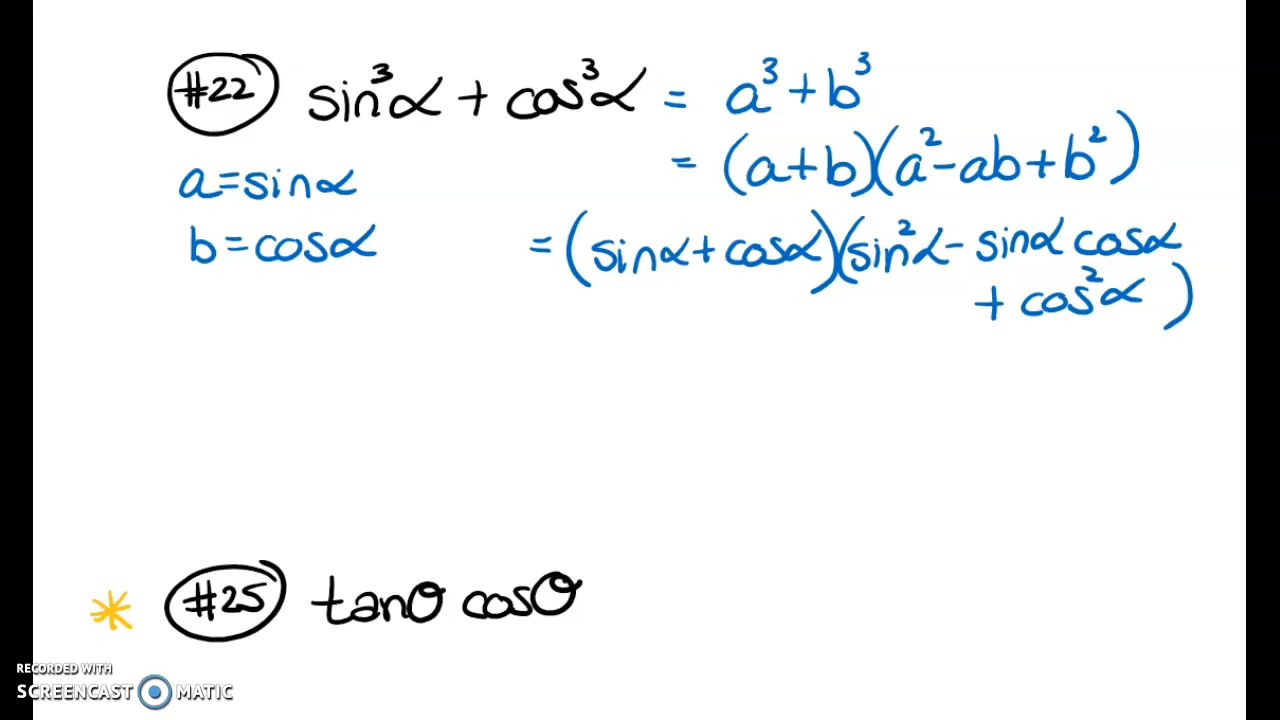 #22 sin³α + cos³α = a³ + b³
= (a+b)(a² - ab + b²)
a = sinα
b = cosα = (sinα + cosα)(sin²α - sinα cosα
+ cos²α)
* #25 tanθ cosθ
RECORDED WITH
SCREENCAST MATIC